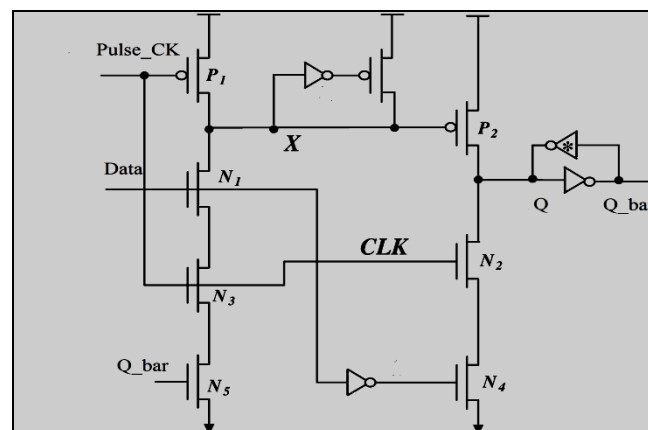 Pulse_CK
P1
P2
X
Data
N1
*
Q
Q_ba
CLK
N2
N3
Q_bar
N5
N4